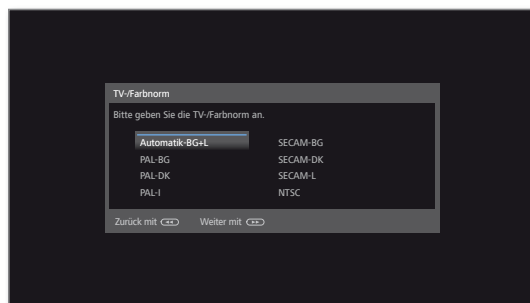 TV-/Farbnorm
Bitte geben Sie die TV-/Farbnorm an.
Automatik-BG+L
PAL-BG
PAL-DK
PAL-I
SECAM-BG
SECAM-DK
SECAM-L
NTSC
Zurück mit ◄◄ Weiter mit ►►